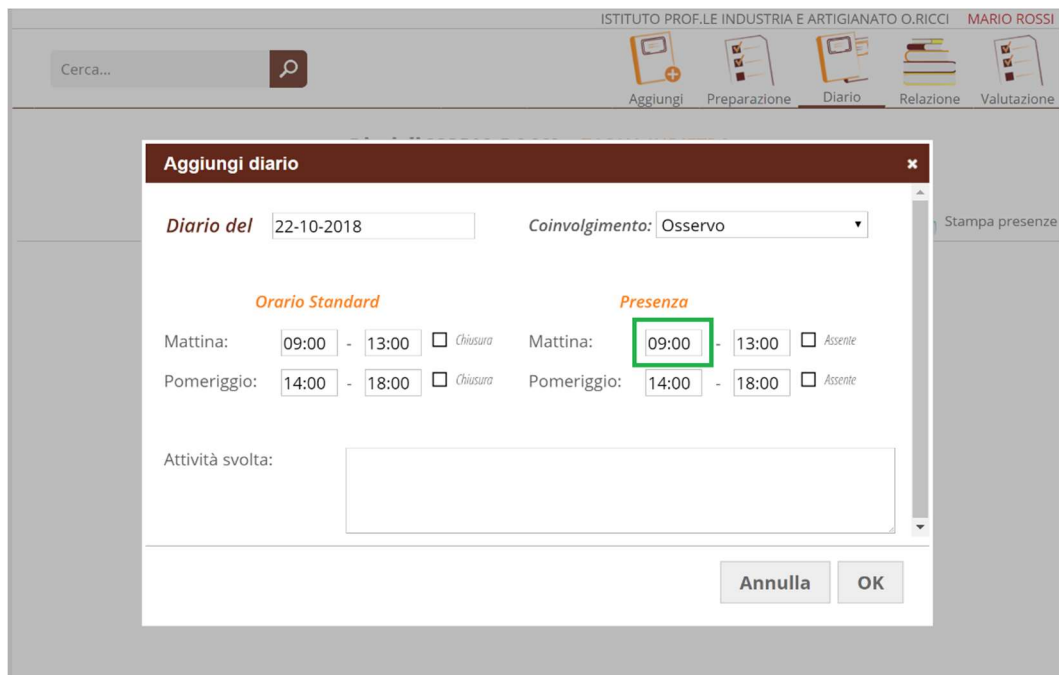 ISTITUTO PROF.LE INDUSTRIA E ARTIGIANATO O.RICCI MARIO ROSSI
Cerca...
Aggiungi Preparazione Diario Relazione Valutazione
Aggiungi diario
Stampa presenze
Diario del 22-10-2018 Coinvolgimento: Osservo
Orario Standard Presenza
Mattina: 09:00 - 13:00 Chiusura Mattina: 09:00 - 13:00 Assente
Pomeriggio: 14:00 - 18:00 Chiusura Pomeriggio: 14:00 - 18:00 Assente
Attività svolta:
Annulla OK